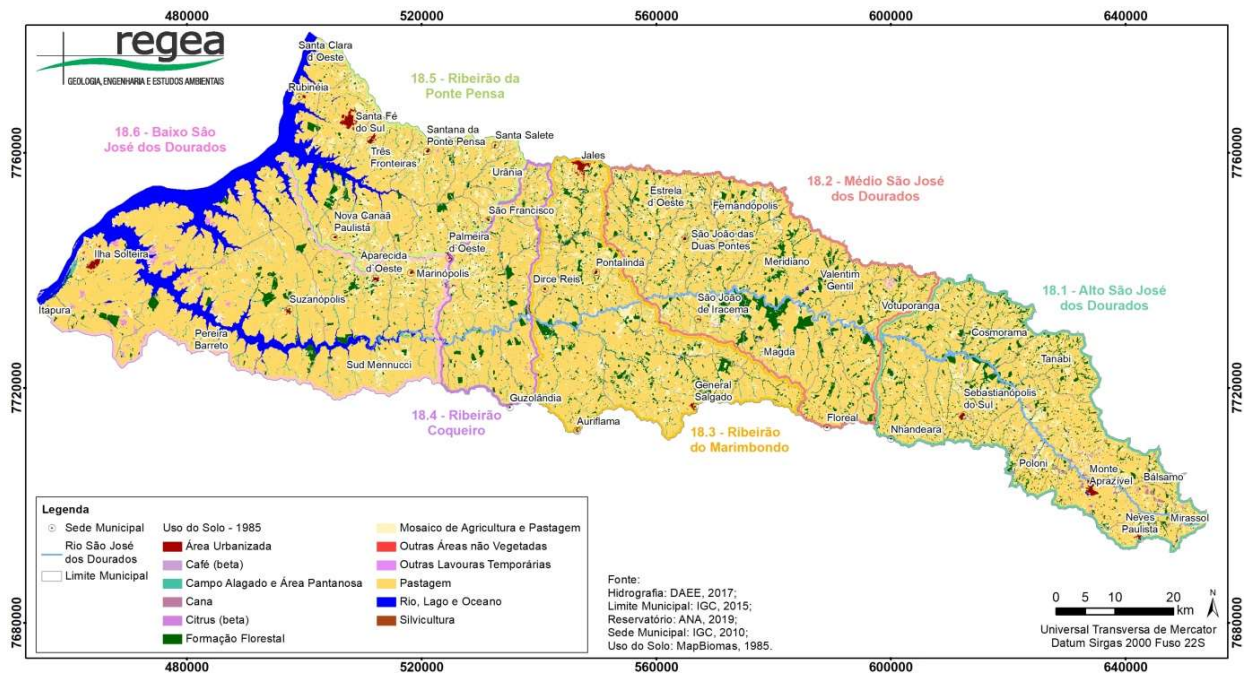 480000
520000
560000
600000
640000
regea
GEOLOGIA, ENGENHARIA E ESTUDOS AMBIENTAIS
7760000
7720000
7680000
7760000
7720000
7680000
18.5 - Ribeirão da
Ponte Pensa
18.6 - Baixo São
José dos Dourados
18.2 - Médio São José
dos Dourados
18.1 - Alto São José
dos Dourados
18.4 - Ribeirão
Coqueiro
18.3 - Ribeirão
do Marimbondo
Santa Clara
d'Oeste
Rubinéia
Santa Fé
do Sul
Três
Fronteiras
Santana da
Ponte Pensa
Santa Salete
Urânia
Jales
São Francisco
Estrela
d'Oeste
Fernandópolis
São João das
Duas Pontes
Meridiano
Nova Canaã
Paulista
Palmeira
d'Oeste
Aparecida
d'Oeste
Marinópolis
Dirce Reis
Pontalinda
Valentim
Gentil
Votuporanga
Ilha Solteira
Itapura
Suzanópolis
Pereira
Barreto
Sud Mennucci
São João
de Iracema
Magda
Cosmorama
Tanabi
Sebastianópolis
do Sul
General
Salgado
Guzolândia
Auriflama
Floreal
Nhandeara
Poloni
Monte
Aprazível
Bálsamo
Neves
Paulista
Mirassol
Legenda
Sede Municipal
Rio São José
dos Dourados
Limite Municipal
Uso do Solo - 1985
Área Urbanizada
Café (beta)
Campo Alagado e Área Pantanosa
Cana
Citrus (beta)
Formação Florestal
Mosaico de Agricultura e Pastagem
Outras Áreas não Vegetadas
Outras Lavouras Temporárias
Pastagem
Rio, Lago e Oceano
Silvicultura
Fonte:
Hidrografia: DAEE, 2017;
Limite Municipal: IGC, 2015;
Reservatório: ANA, 2019;
Sede Municipal: IGC, 2010;
Uso do Solo: MapBiomas, 1985.
0 5 10 20
km
N
Universal Transversa de Mercator
Datum Sirgas 2000 Fuso 22S
480000
520000
560000
600000
640000